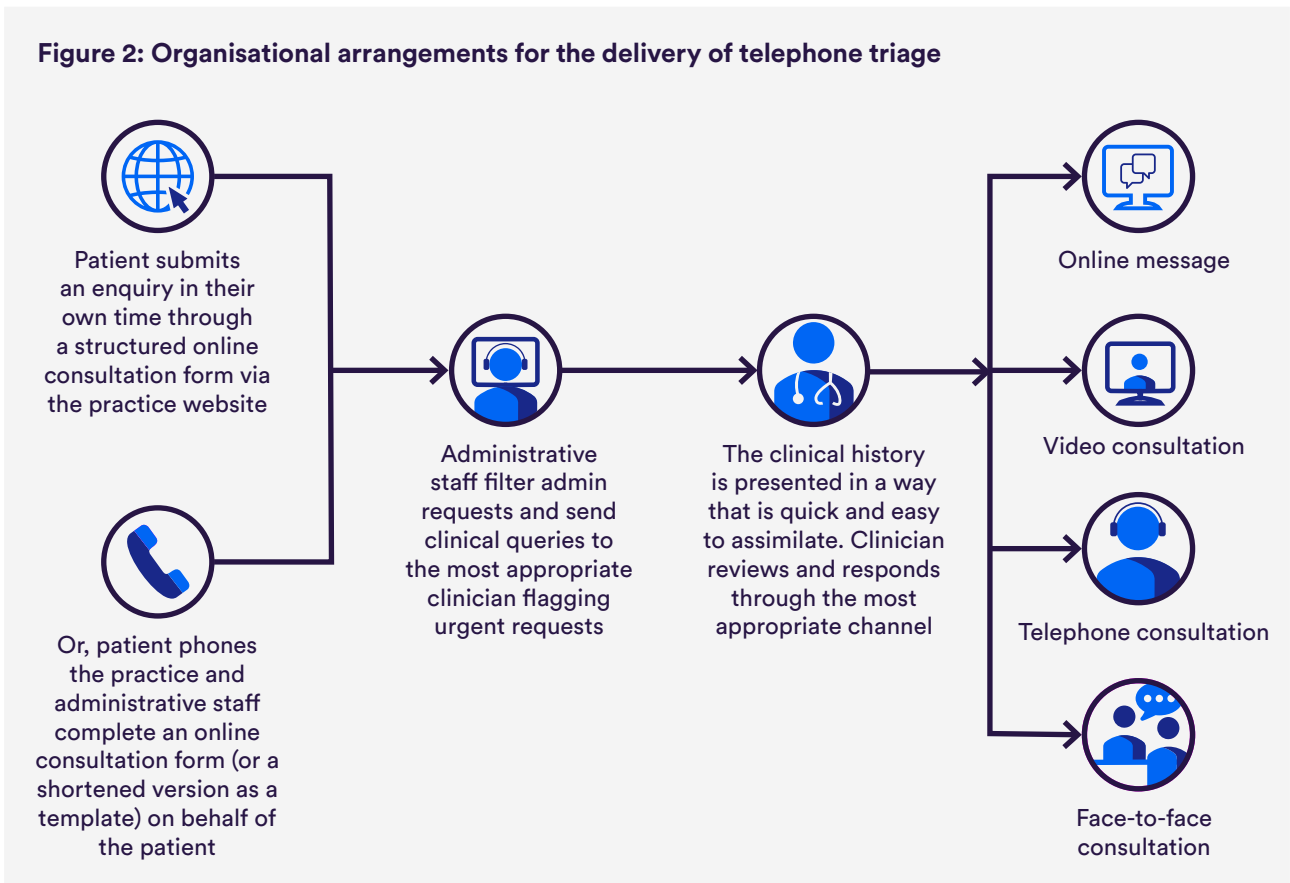 Figure 2: Organisational arrangements for the delivery of telephone triage
Patient submits
an enquiry in their
own time through
a structured online
consultation form via
the practice website
Or, patient phones
the practice and
administrative staff
complete an online
consultation form (or a
shortened version as a
template) on behalf of
the patient
Administrative
staff filter admin
requests and send
clinical queries to
the most appropriate
clinician flagging
urgent requests
The clinical history
is presented in a way
that is quick and easy
to assimilate. Clinician
reviews and responds
through the most
appropriate channel
Online message
Video consultation
Telephone consultation
Face-to-face
consultation